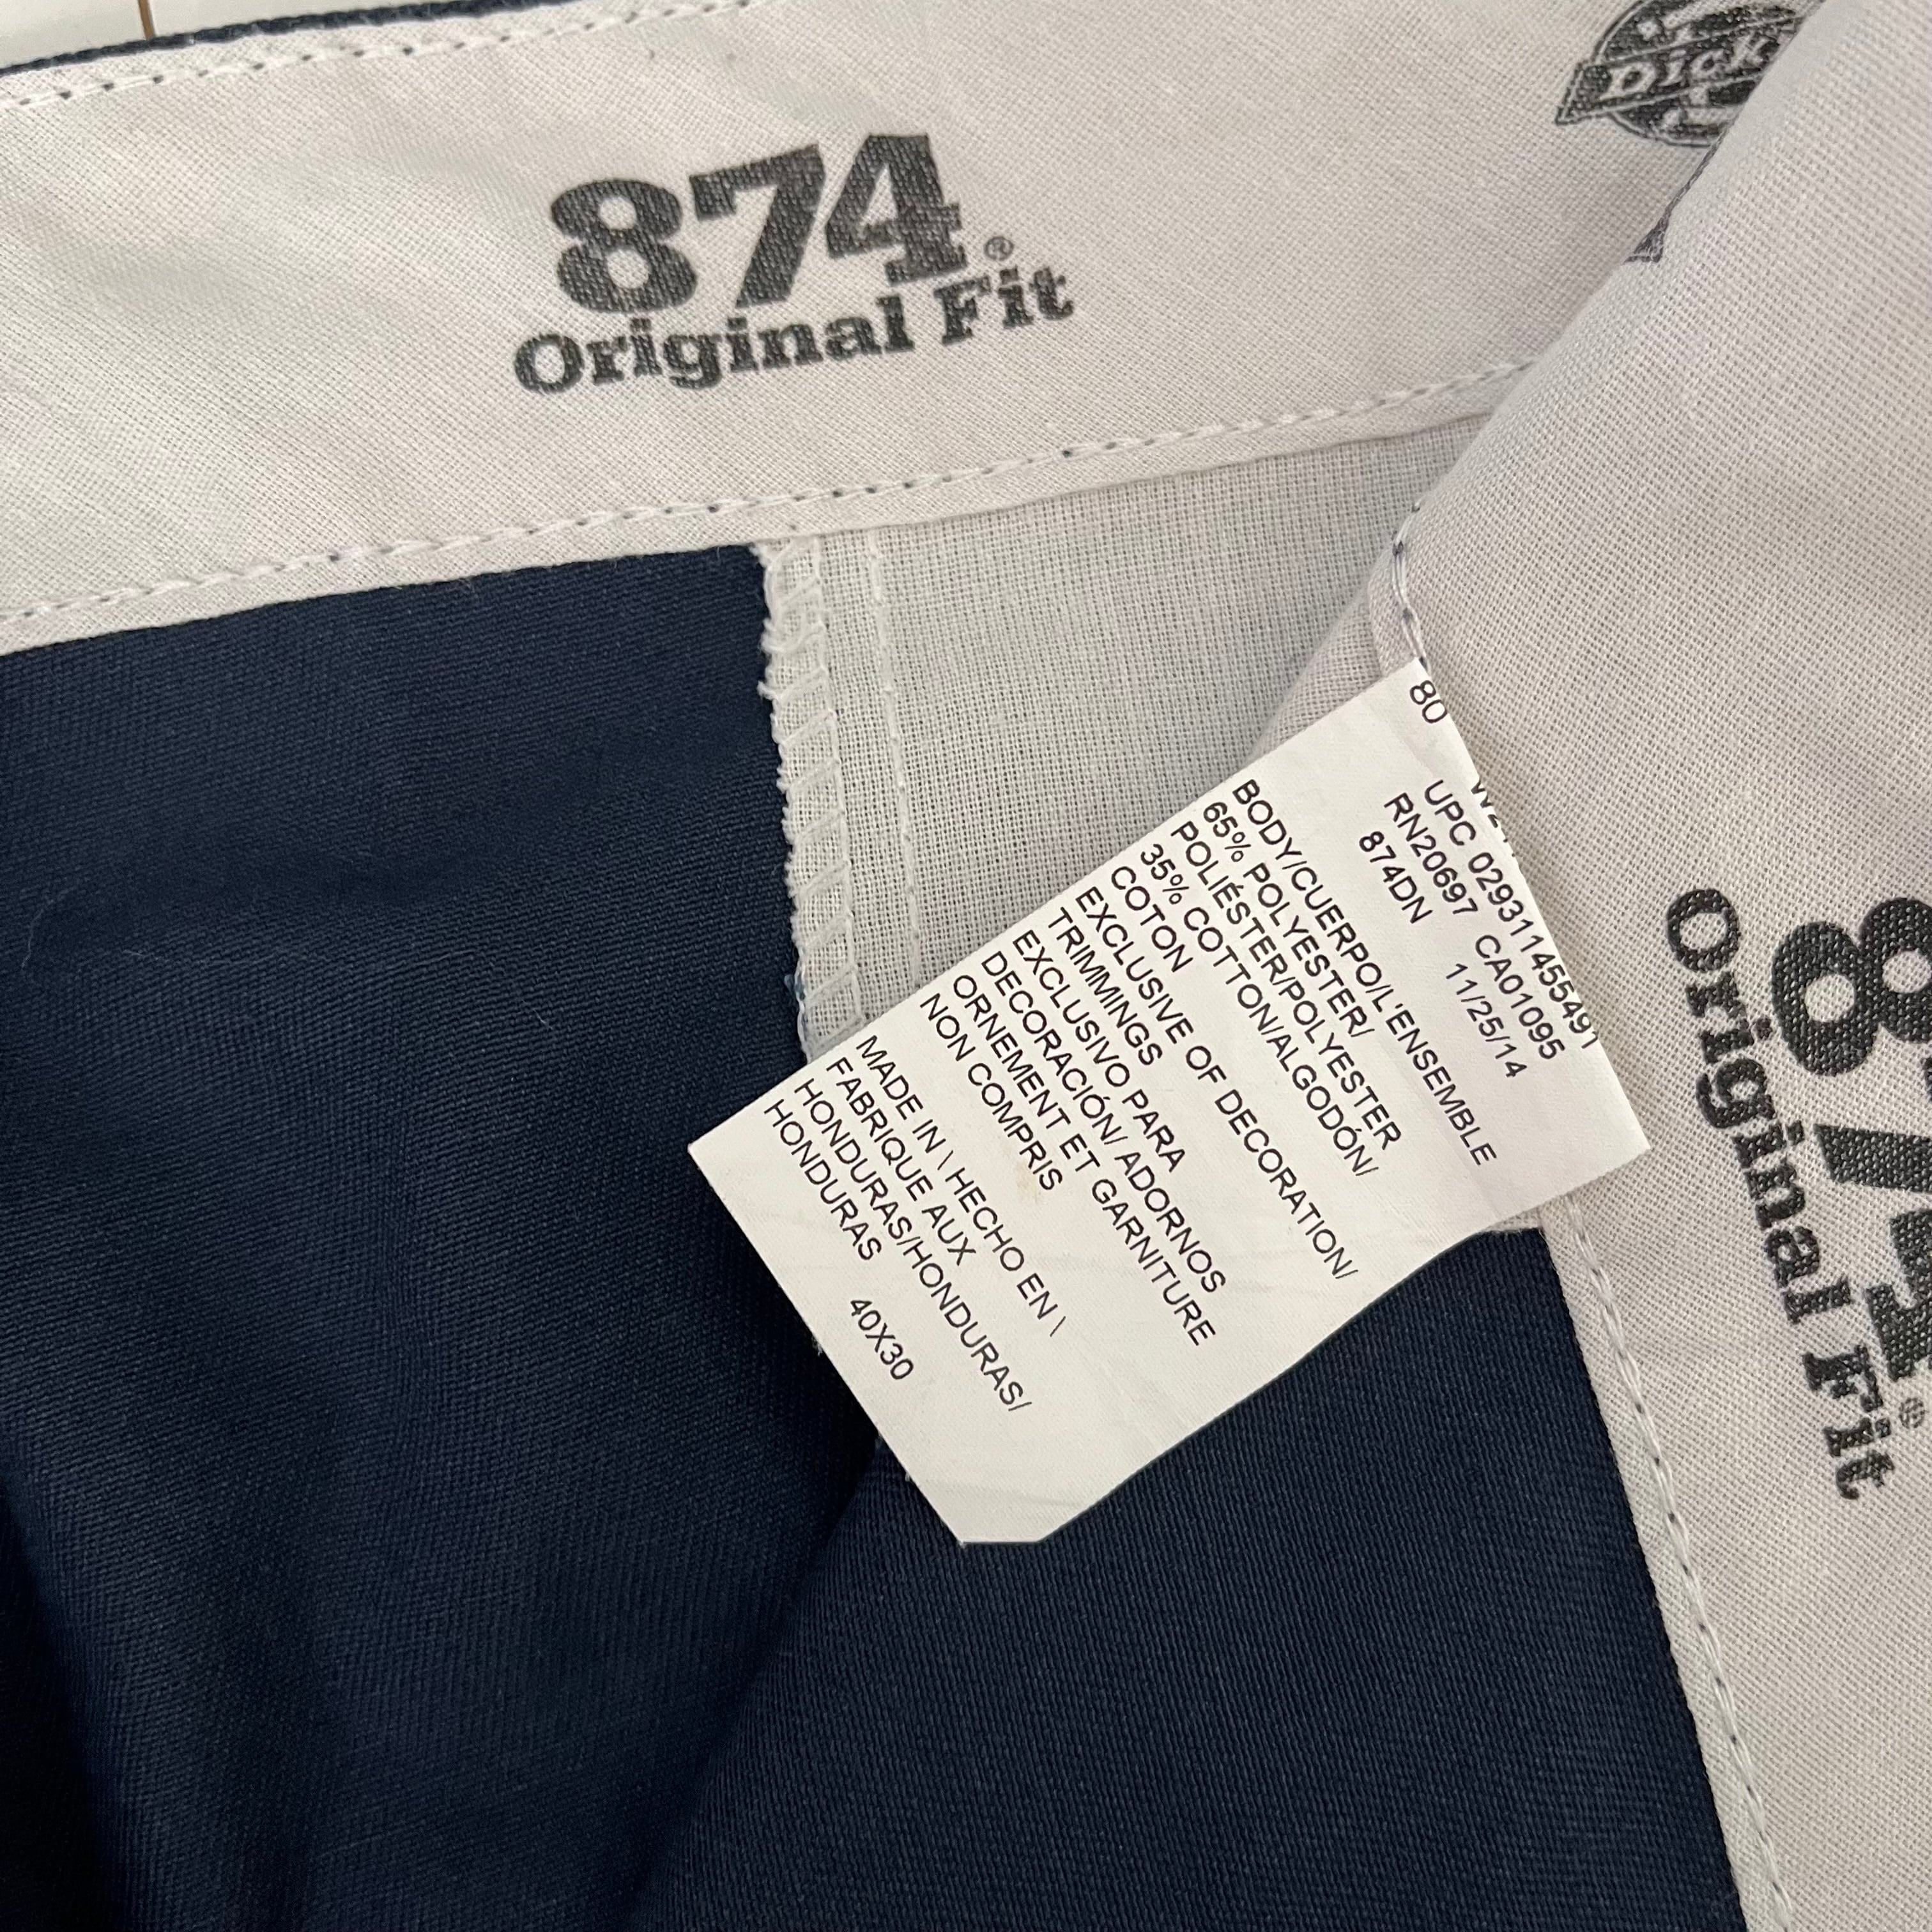 874®
Original Fit
80
UPC 029311455491
RN20697 CA01095
874DN 11/25/14
BODY/CUERPO/L'ENSEMBLE
65% POLYESTER/
POLIÉSTER/POLYESTER
35% COTTON/ALGODÓN/
COTON
EXCLUSIVE OF DECORATION/
TRIMMINGS
EXCLUSIVO PARA
DECORACIÓN/ ADORNOS
ORNEMENT ET GARNITURE
NON COMPRIS
MADE IN \ HECHO EN \
FABRIQUE AUX
HONDURAS/HONDURAS/
HONDURAS 40X30
Original Fit